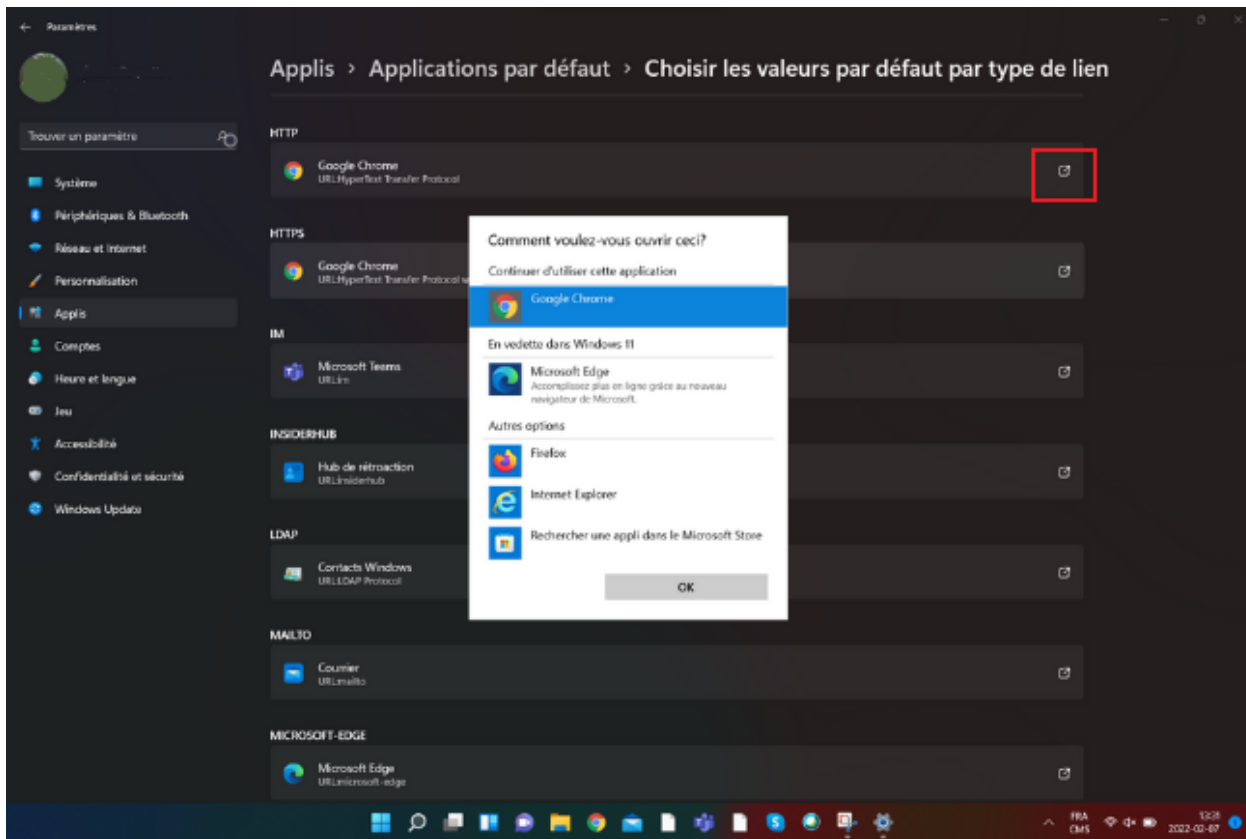 Paramètres
Applis > Applications par défaut > Choisir les valeurs par défaut par type de lien
Trouver un paramètre
Système
Périphériques & Bluetooth
Réseau et Internet
Personnalisation
Applis
Comptes
Heure et langue
Jeu
Accessibilité
Confidentialité et sécurité
Windows Update
HTTP
Google Chrome
URL:HyperText Transfer Protocol
HTTPS
Google Chrome
URL:HyperText Transfer Protocol w
IM
Microsoft Teams
URL:im
INSIDERHUB
Hub de rétroaction
URL:insiderhub
LDAP
Contacts Windows
URL:LDAP Protocol
MAILTO
Courrier
URL:mailto
MICROSOFT-EDGE
Microsoft Edge
URL:microsoft-edge
Comment voulez-vous ouvrir ceci?
Continuer d'utiliser cette application
Google Chrome
En vedette dans Windows 11
Microsoft Edge
Accomplissez plus en ligne grâce au nouveau
navigateur de Microsoft.
Autres options
Firefox
Internet Explorer
Rechercher une appli dans le Microsoft Store
OK
FRA
CMS
13:31
2022-02-07